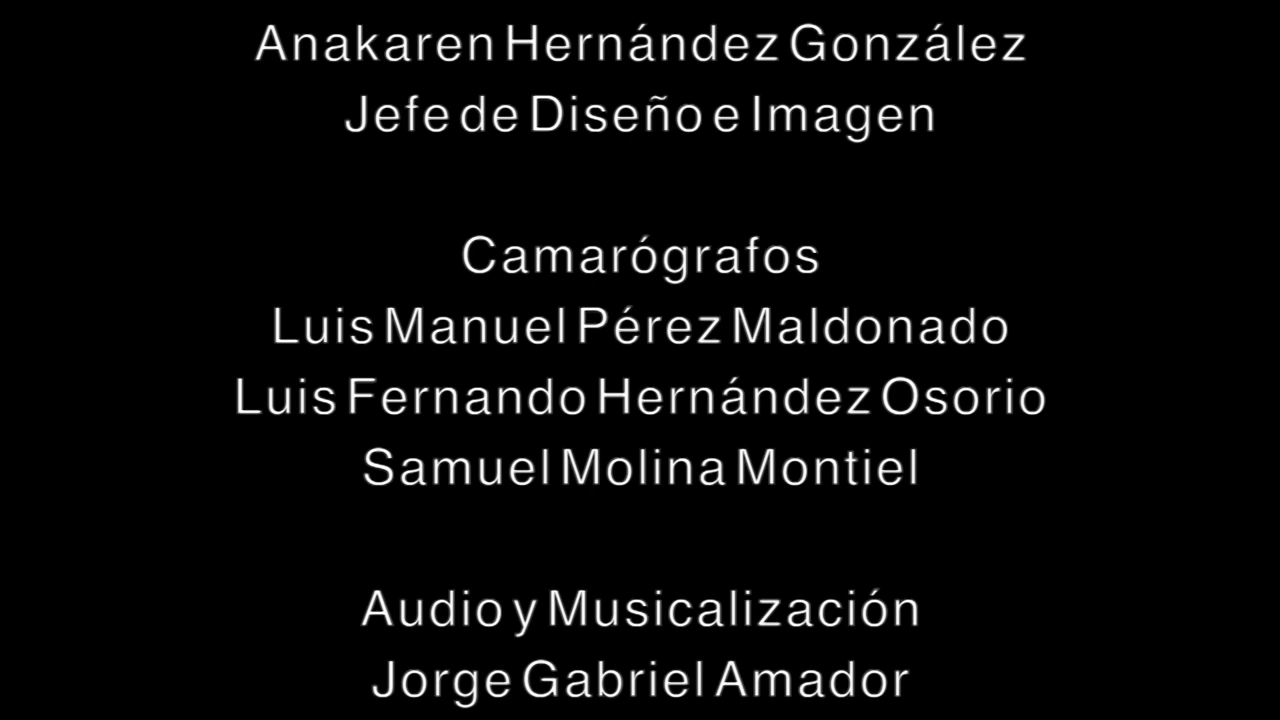 Anakaren Hernández González
Jefe de Diseño e Imagen
Camarógrafos
Luis Manuel Pérez Maldonado
Luis Fernando Hernández Osorio
Samuel Molina Montiel
Audio y Musicalización
Jorge Gabriel Amador